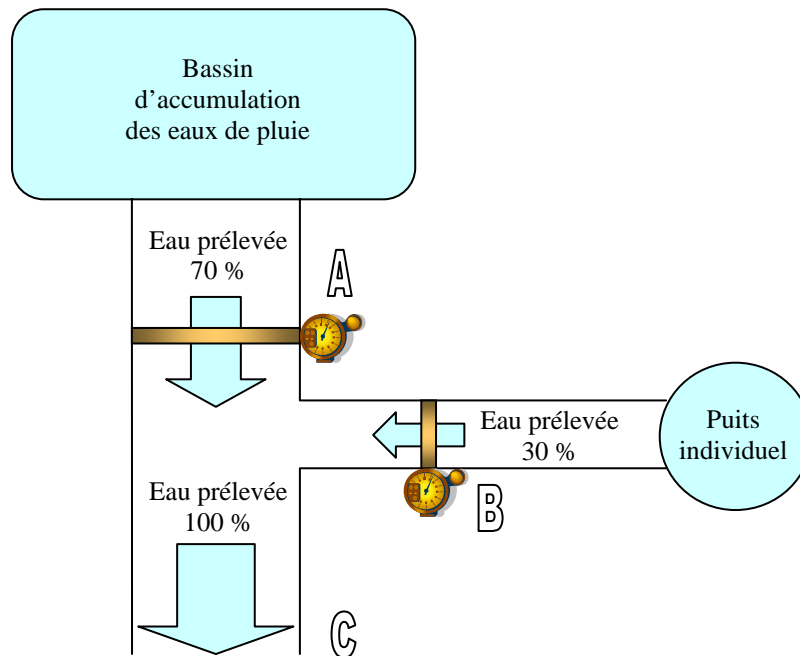 Bassin
d’accumulation
des eaux de pluie
Eau prélevée
70 %
A
Eau prélevée
30 %
Puits
individuel
B
Eau prélevée
100 %
C